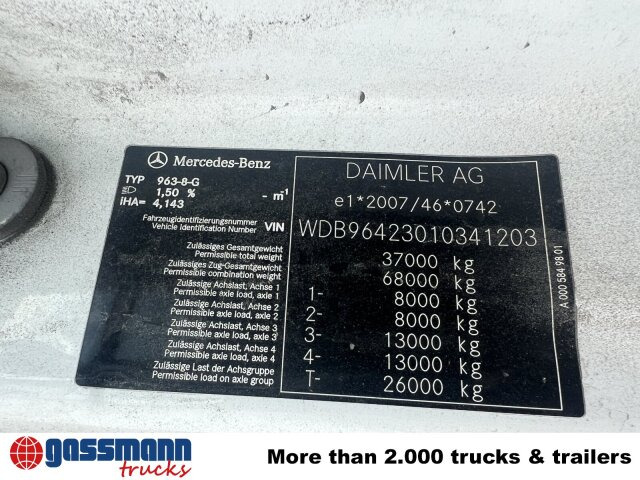 Mercedes-Benz
TYP 963-8-G
1,50 % - m-1
iHA= 4,143
Fahrzeugidentifizierungsnummer
Vehicle Identification Number VIN
Zulässiges Gesamtgewicht
Permissible total weight
Zulässiges Zug-Gesamtgewicht
Permissible combination weight
Zulässige Achslast, Achse 1
Permissible axle load, axle 1
Zulässige Achslast, Achse 2
Permissible axle load, axle 2
Zulässige Achslast, Achse 3
Permissible axle load, axle 3
Zulässige Achslast, Achse 4
Permissible axle load, axle 4
Zulässige Last der Achsgruppe
Permissible load on axle group
DAIMLER AG
e1*2007/46*0742
WDB96423010341203
37000 kg
68000 kg
1- 8000 kg
2- 8000 kg
3- 13000 kg
4- 13000 kg
T- 26000 kg
A 000 584 98 01
gassmann
trucks
More than 2.000 trucks & trailers